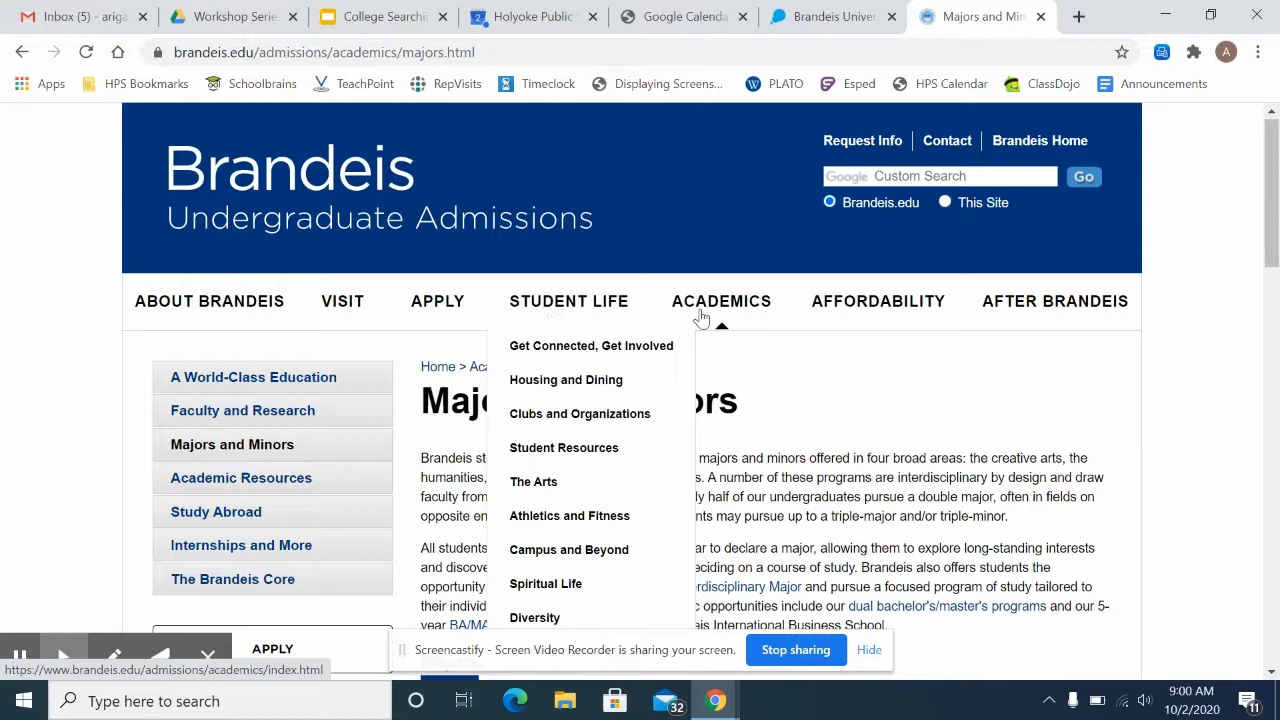 Inbox (5) - ariga
Workshop Serie
College Searchin
Holyoke Public
Google Calenda
Brandeis Univer
Majors and Min
brandeis.edu/admissions/academics/majors.html
A
Apps
HPS Bookmarks
Schoolbrains
TeachPoint
RepVisits
Timeclock
Displaying Screens...
PLATO
Esped
HPS Calendar
ClassDojo
Announcements
Brandeis
Undergraduate Admissions
Request Info
Contact
Brandeis Home
Google Custom Search
Go
Brandeis.edu
This Site
ABOUT BRANDEIS
VISIT
APPLY
STUDENT LIFE
ACADEMICS
AFFORDABILITY
AFTER BRANDEIS
Get Connected, Get Involved
Housing and Dining
Clubs and Organizations
Student Resources
The Arts
Athletics and Fitness
Campus and Beyond
Spiritual Life
Diversity
A World-Class Education
Faculty and Research
Majors and Minors
Academic Resources
Study Abroad
Internships and More
The Brandeis Core
APPLY
Home > Aca
Majo ors
Brandeis st majors and minors offered in four broad areas: the creative arts, the
humanities, s. A number of these programs are interdisciplinary by design and draw
faculty from ly half of our undergraduates pursue a double major, often in fields on
opposite en nts may pursue up to a triple-major and/or triple-minor.
All students ar to declare a major, allowing them to explore long-standing interests
and discove eciding on a course of study. Brandeis also offers students the
opportunity rdisciplinary Major and pursue a focused program of study tailored to
their individ c opportunities include our dual bachelor's/master's programs and our 5-
year BA/MA eis International Business School.
Screencastify - Screen Video Recorder is sharing your screen.
Stop sharing
Hide
https://www.brandeis.edu/admissions/academics/index.html
Type here to search
32
9:00 AM
10/2/2020
11